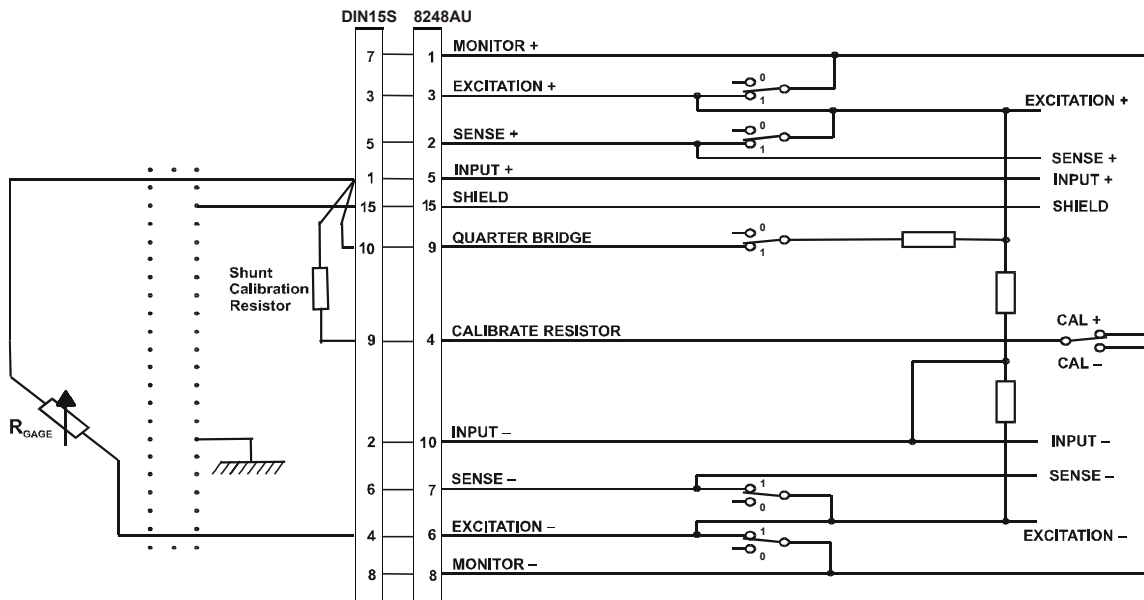 DIN15S 8248AU
7 1 MONITOR +
0
1
3 3 EXCITATION +
EXCITATION +
0
1
5 2 SENSE +
SENSE +
1 5 INPUT +
INPUT +
15 15 SHIELD
SHIELD
0
1
10 9 QUARTER BRIDGE
Shunt
Calibration
Resistor
CAL +
9 4 CALIBRATE RESISTOR
CAL –
RGAGE
2 10 INPUT –
INPUT –
SENSE –
6 7 SENSE –
1
0
4 6 EXCITATION –
EXCITATION –
1
0
8 8 MONITOR –